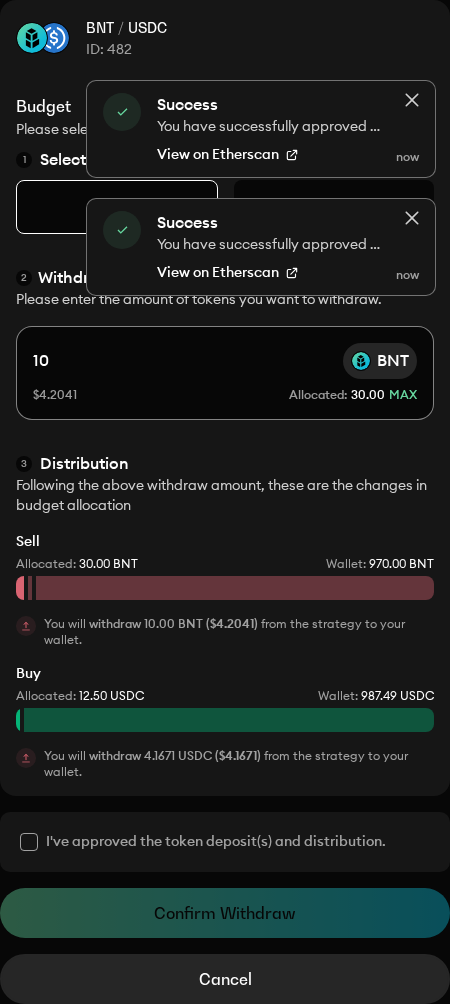 BNT / USDC
ID: 482
Budget
Please sele
1 Select
Success
You have successfully approved ...
View on Etherscan
now
Success
You have successfully approved ...
View on Etherscan
now
2 Withdr
Please enter the amount of tokens you want to withdraw.
10 BNT
$4.2041 Allocated: 30.00 MAX
3 Distribution
Following the above withdraw amount, these are the changes in
budget allocation
Sell
Allocated: 30.00 BNT Wallet: 970.00 BNT
You will withdraw 10.00 BNT ($4.2041) from the strategy to your
wallet.
Buy
Allocated: 12.50 USDC Wallet: 987.49 USDC
You will withdraw 4.1671 USDC ($4.1671) from the strategy to your
wallet.
I've approved the token deposit(s) and distribution.
Confirm Withdraw
Cancel